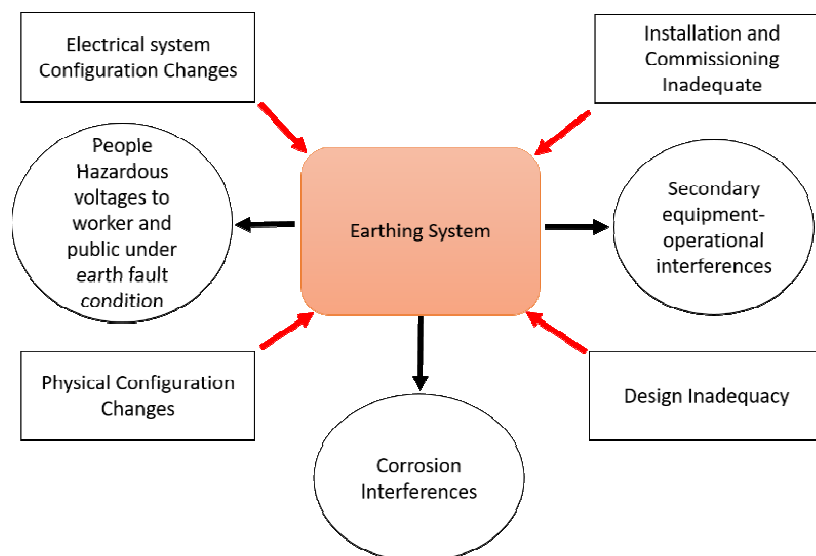 Electrical system
Configuration Changes
Installation and
Commissioning
Inadequate
People
Hazardous
voltages to
worker and
public under
earth fault
condition
Earthing System
Secondary
equipment-
operational
interferences
Physical Configuration
Changes
Design Inadequacy
Corrosion
Interferences